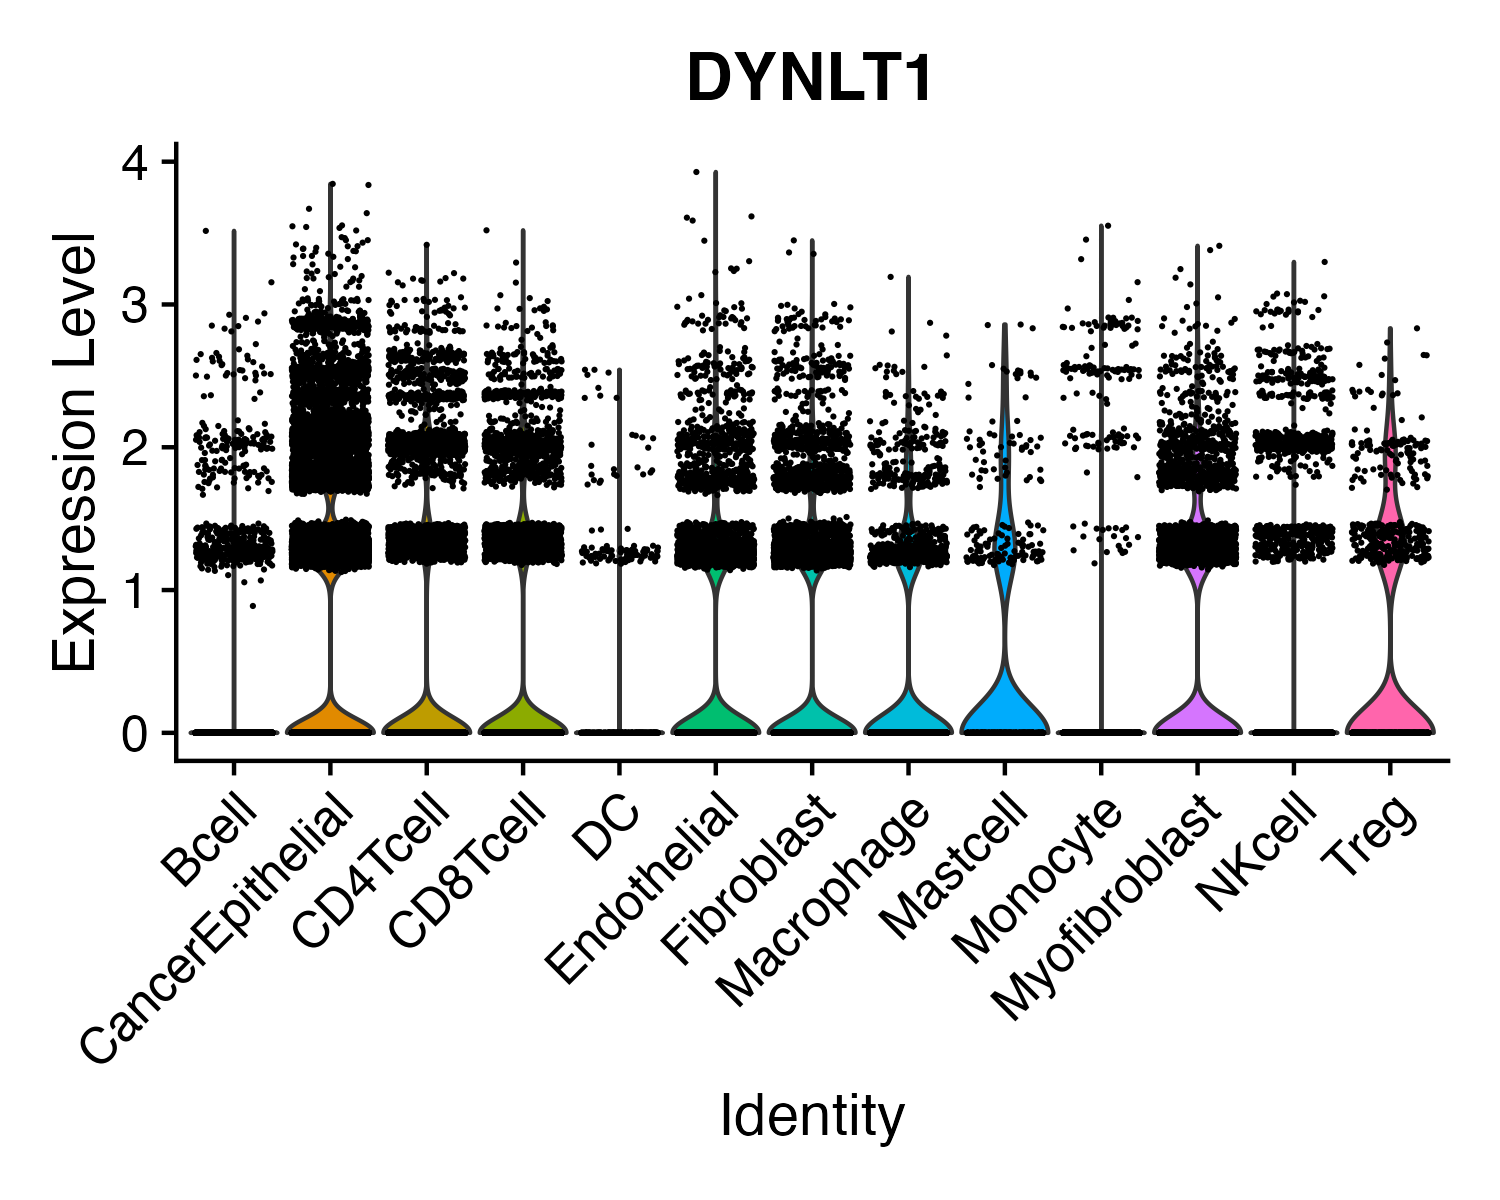 DYNLT1
Expression Level
4
3
2
1
0
Bcell
CancerEpithelial
CD4Tcell
CD8Tcell
DC
Endothelial
Fibroblast
Macrophage
Mastcell
Monocyte
Myofibroblast
NKcell
Treg
Identity